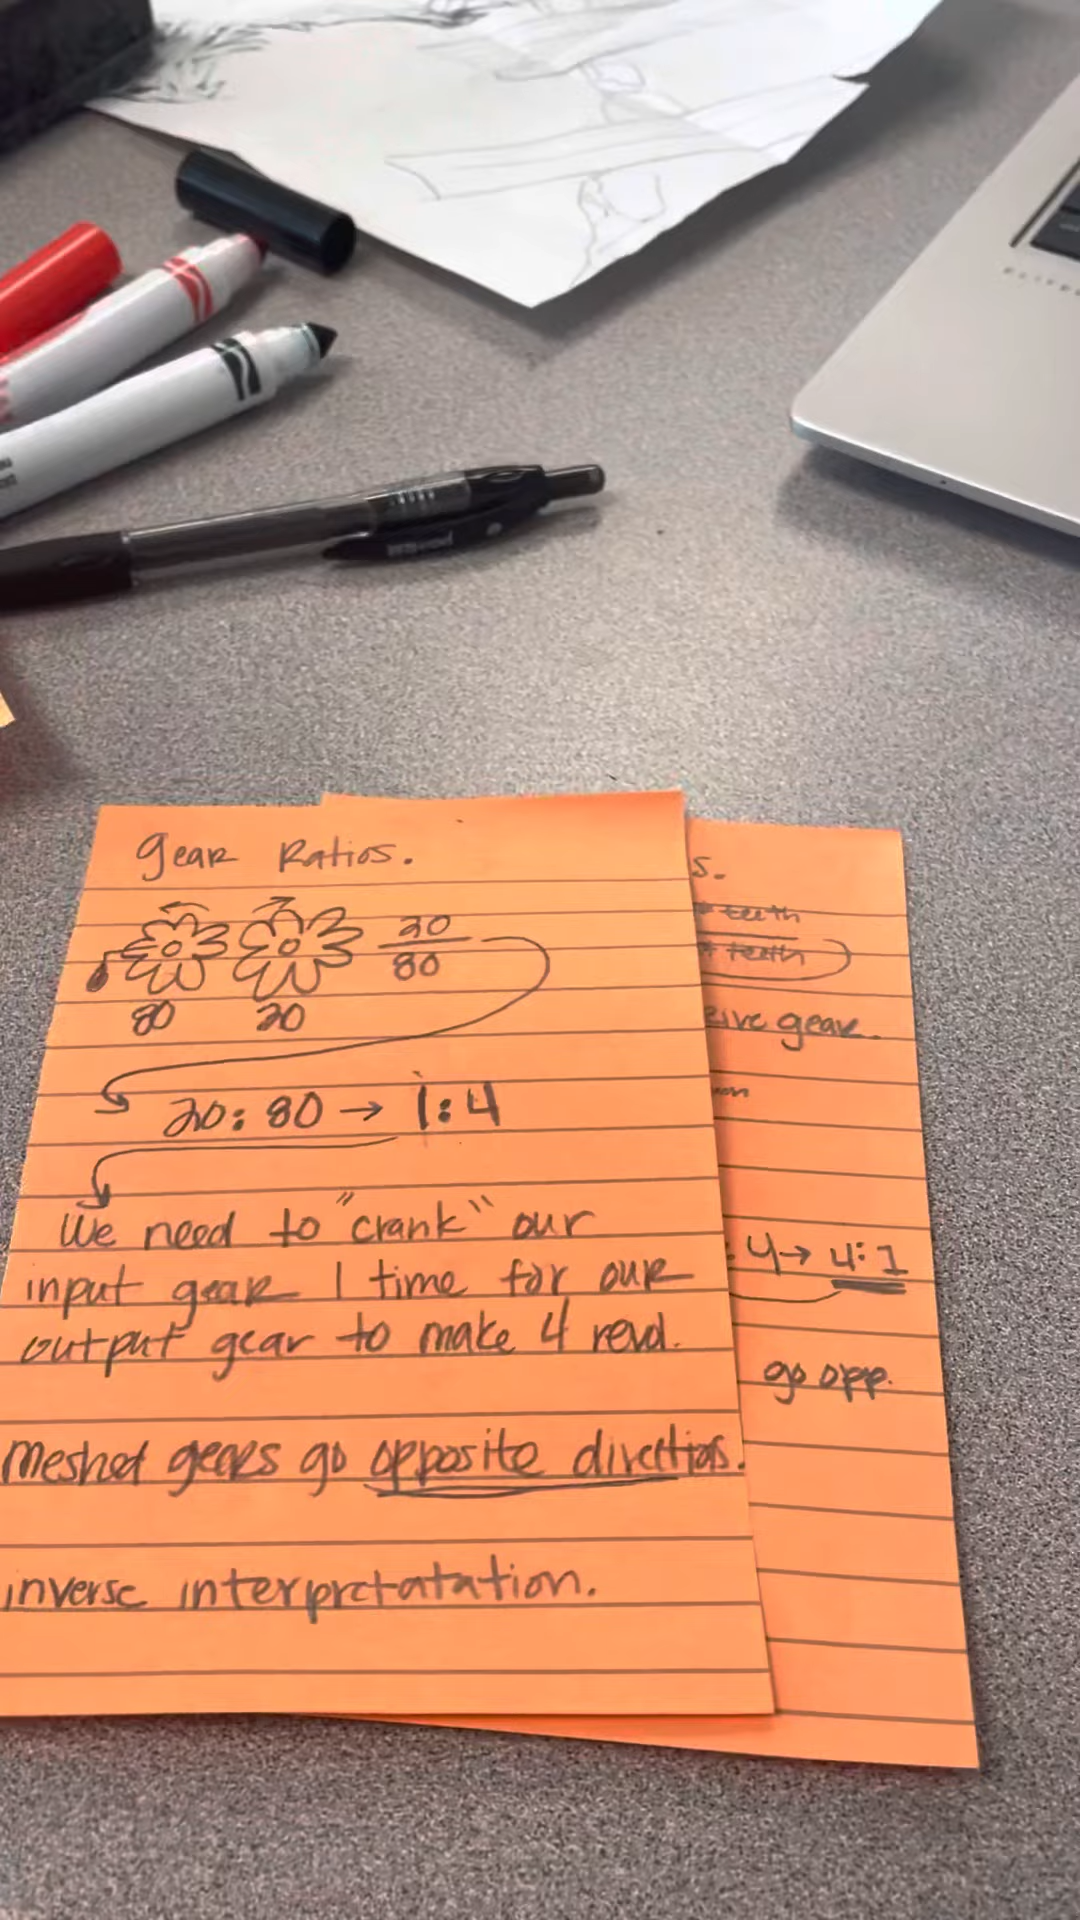 Gear Ratios.
20
80
80 20
20:80 → 1:4
We need to "crank" our
input gear 1 time for our
output gear to make 4 revol.
Meshed gears go opposite directions.
inverse interpretatation.
s.
# teeth
# teeth
gear.
4→ 4:1
go opp.